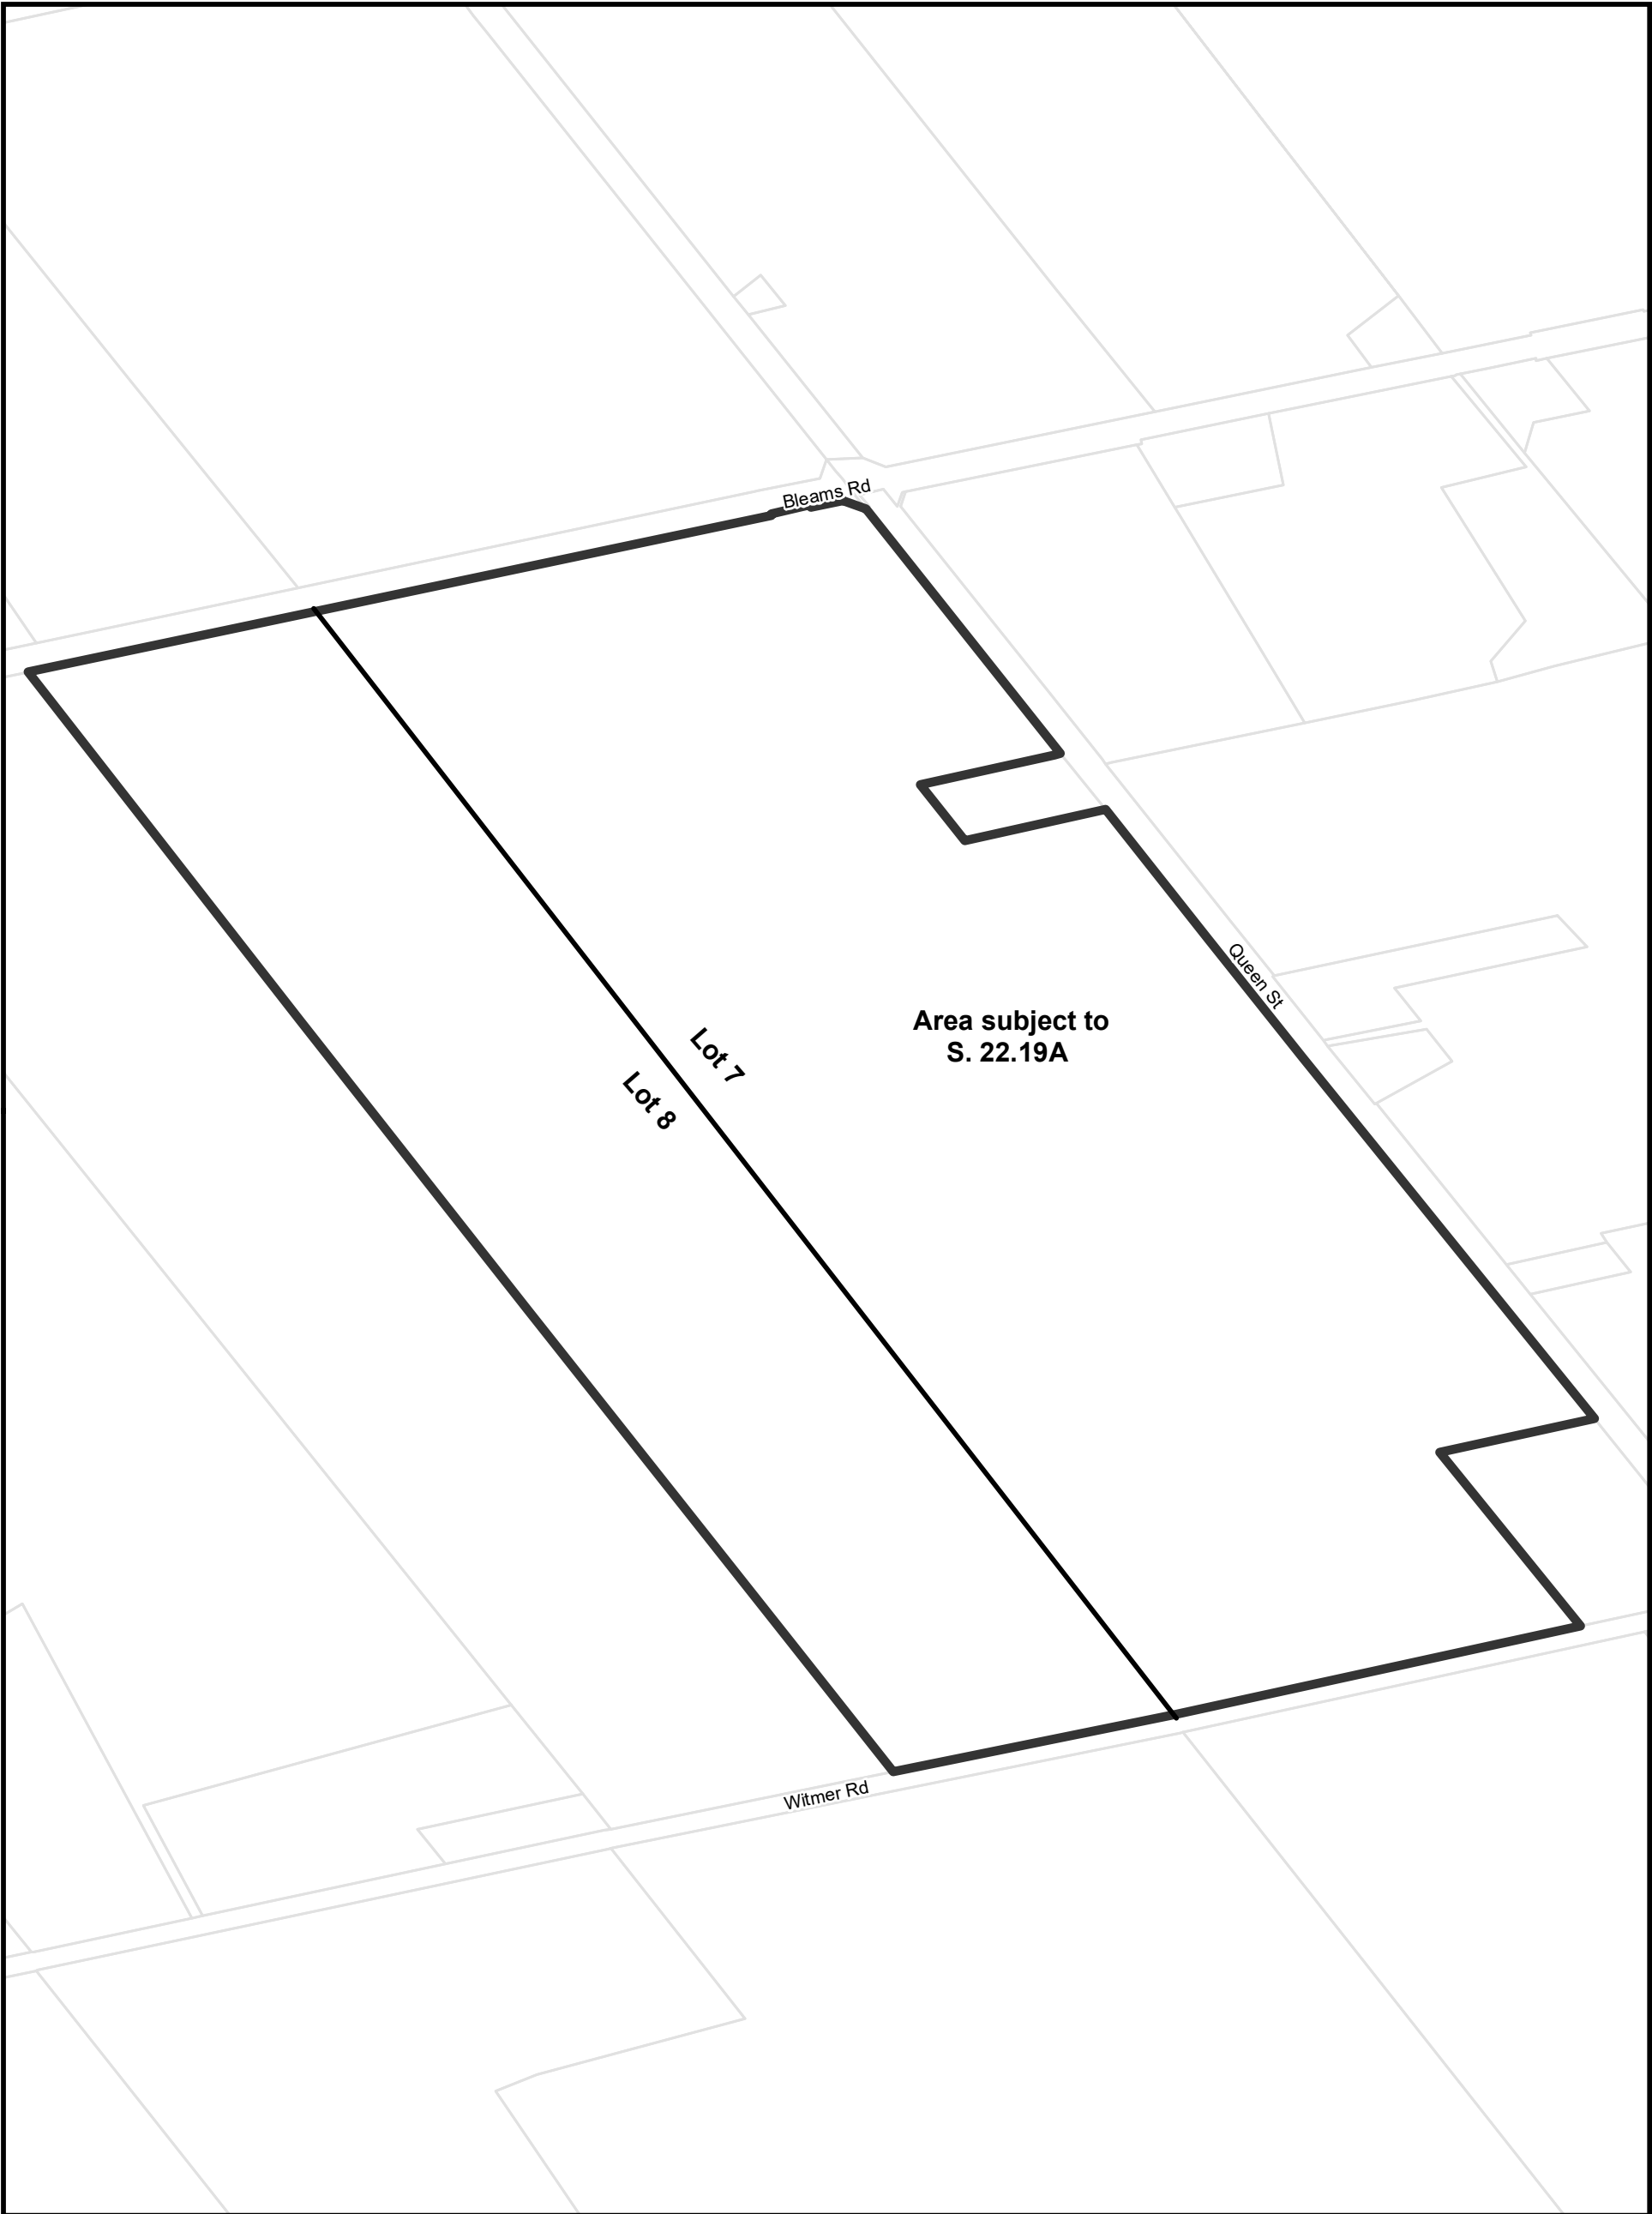 Bleams Rd
Queen St
Area subject to
S. 22.19A
Lot 7
Lot 8
Witmer Rd